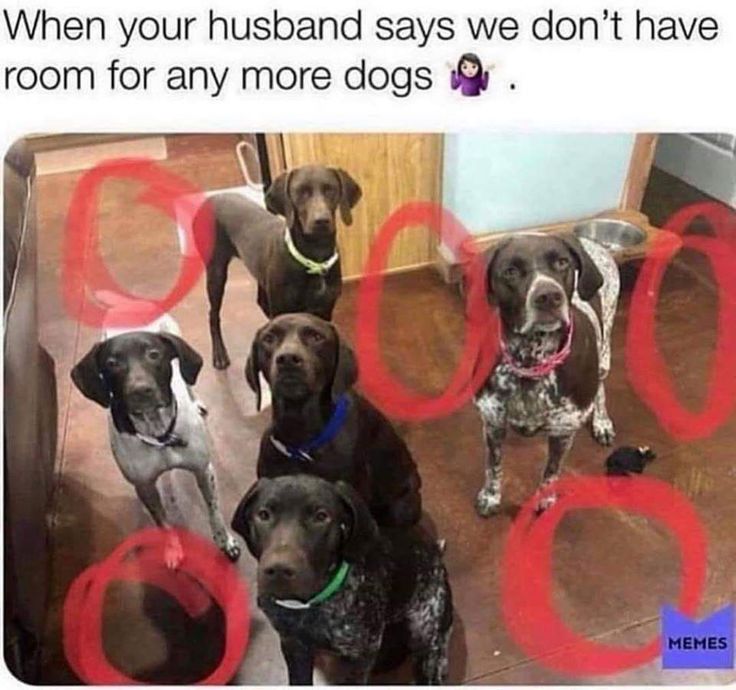 When your husband says we don't have
room for any more dogs 🤷🏻‍♀️ .
MEMES